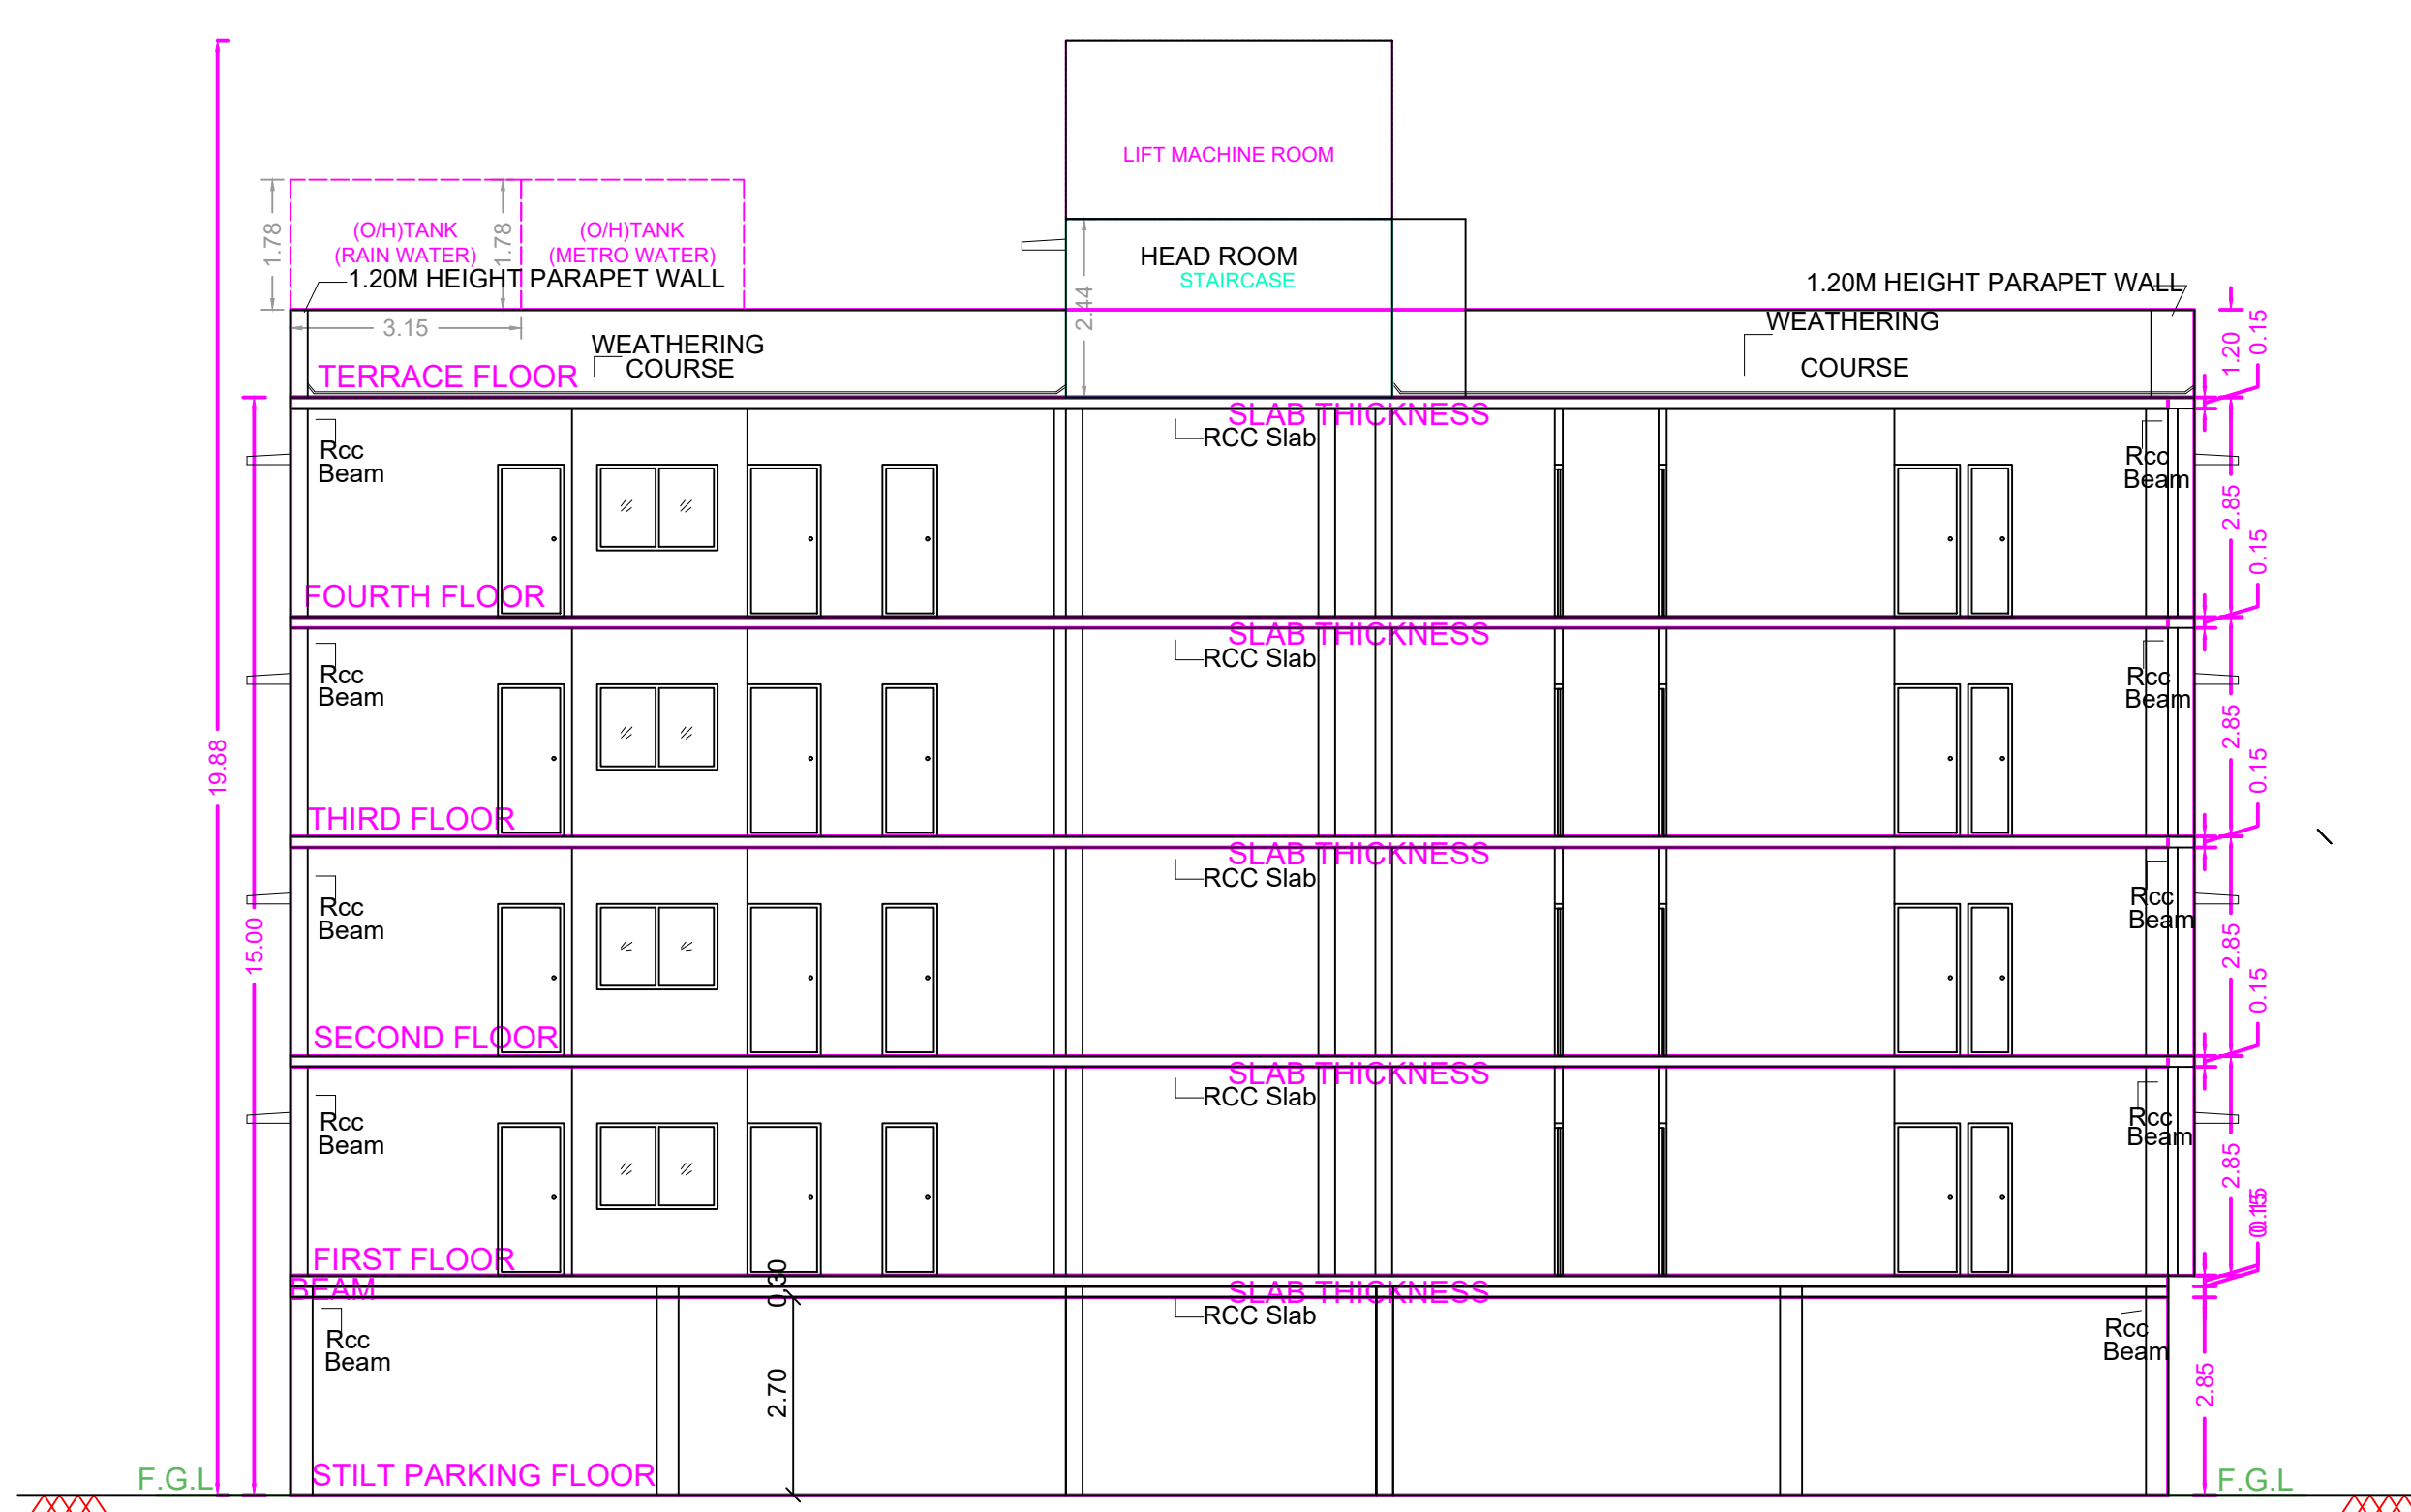 LIFT MACHINE ROOM
(O/H)TANK
(RAIN WATER)
(O/H)TANK
(METRO WATER)
1.78
1.78
HEAD ROOM
STAIRCASE
2.44
1.20M HEIGHT PARAPET WALL
1.20M HEIGHT PARAPET WALL
3.15
WEATHERING
COURSE
WEATHERING
COURSE
1.20
0.15
TERRACE FLOOR
SLAB THICKNESS
RCC Slab
Rcc
Beam
Rcc
Beam
2.85
0.15
FOURTH FLOOR
SLAB THICKNESS
RCC Slab
Rcc
Beam
Rcc
Beam
2.85
0.15
19.88
THIRD FLOOR
SLAB THICKNESS
RCC Slab
Rcc
Beam
Rcc
Beam
2.85
0.15
15.00
SECOND FLOOR
SLAB THICKNESS
RCC Slab
Rcc
Beam
Rcc
Beam
2.85
0.15
FIRST FLOOR
BEAM
0.30
SLAB THICKNESS
RCC Slab
Rcc
Beam
Rcc
Beam
2.70
2.85
STILT PARKING FLOOR
F.G.L
F.G.L